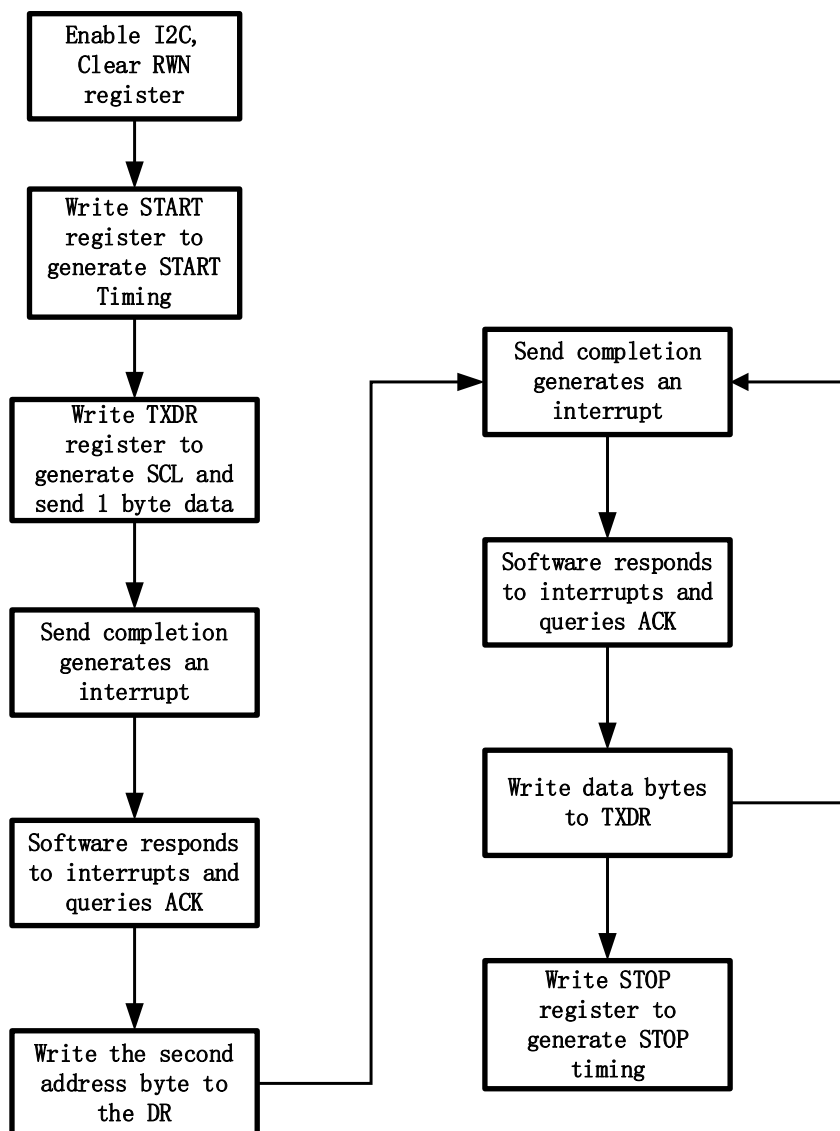 Enable I2C,
Clear RWN
register
Write START
register to
generate START
Timing
Write TXDR
register to
generate SCL and
send 1 byte data
Send completion
generates an
interrupt
Software responds
to interrupts and
queries ACK
Write the second
address byte to
the DR
Send completion
generates an
interrupt
Software responds
to interrupts and
queries ACK
Write data bytes
to TXDR
Write STOP
register to
generate STOP
timing